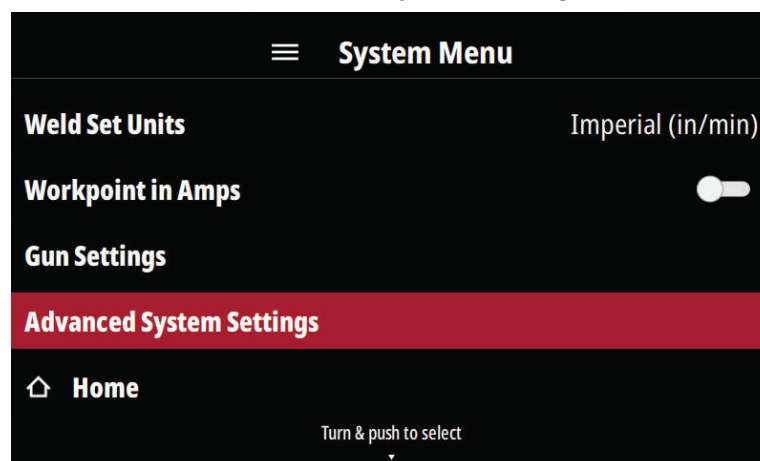 System Menu
Weld Set Units Imperial (in/min)
Workpoint in Amps
Gun Settings
Advanced System Settings
Home
Turn & push to select